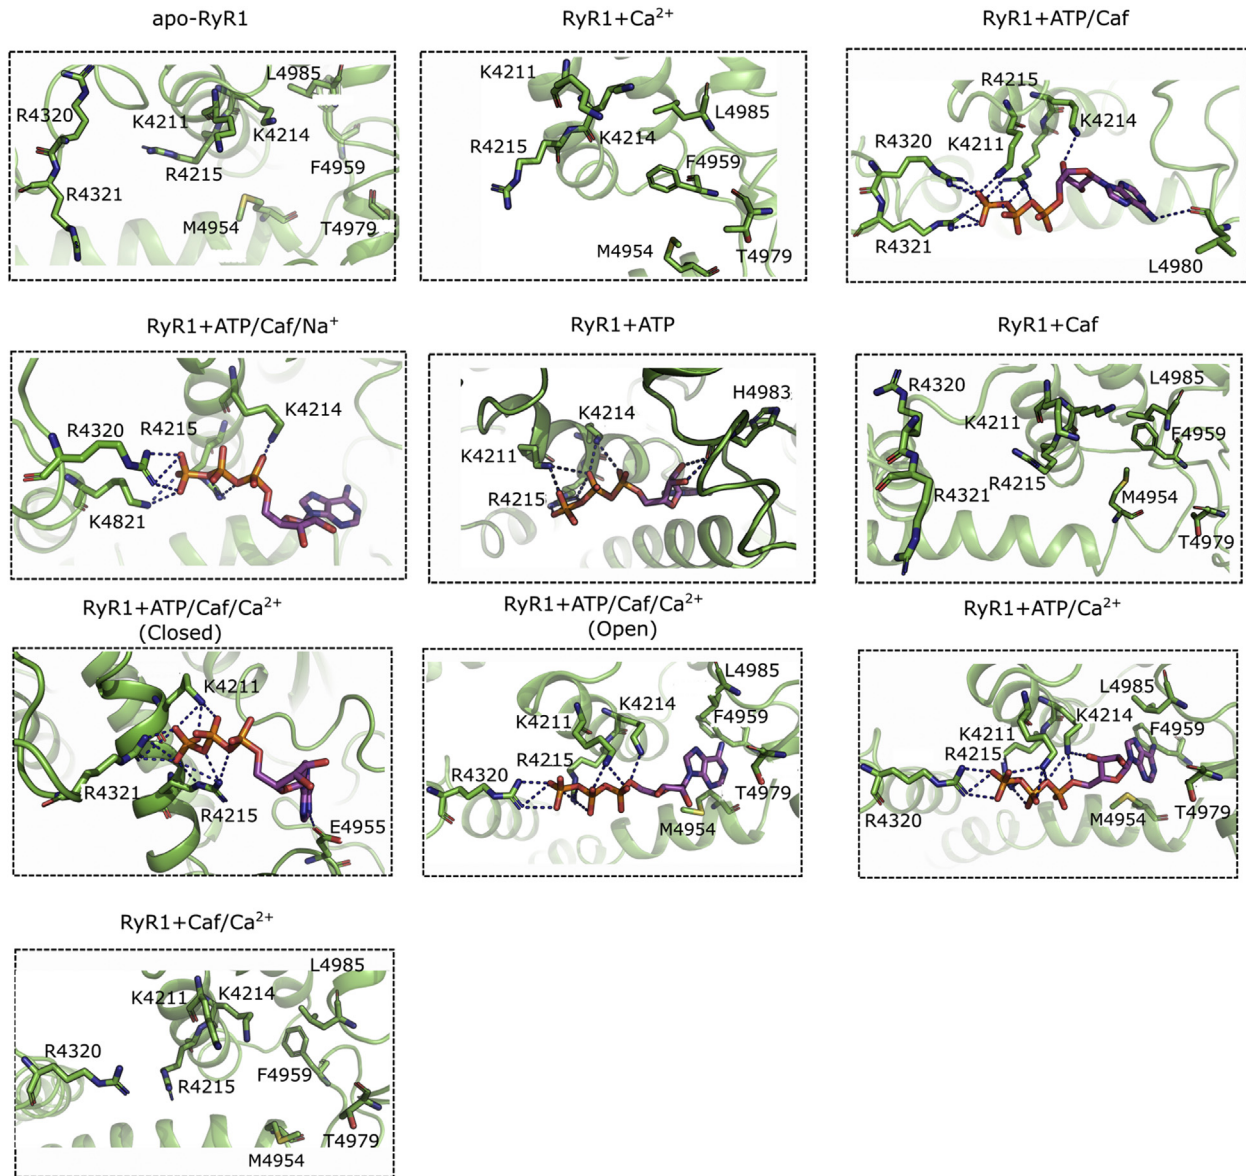 apo-RyR1
RyR1+Ca²⁺
RyR1+ATP/Caf
R4320
K4211
L4985
K4214
R4215
R4321
F4959
M4954
T4979
K4211
R4215
K4214
L4985
F4959
M4954
T4979
R4215
R4320
K4211
K4214
R4321
L4980
RyR1+ATP/Caf/Na⁺
RyR1+ATP
RyR1+Caf
R4320
R4215
K4214
K4821
K4214
H4983
K4211
R4215
R4320
K4211
L4985
F4959
R4215
R4321
M4954
T4979
RyR1+ATP/Caf/Ca²⁺
(Closed)
RyR1+ATP/Caf/Ca²⁺
(Open)
RyR1+ATP/Ca²⁺
K4211
R4321
R4215
E4955
L4985
K4211
K4214
F4959
R4215
R4320
T4979
M4954
L4985
K4211
K4214
R4215
F4959
R4320
M4954
T4979
RyR1+Caf/Ca²⁺
L4985
K4211
K4214
R4320
R4215
F4959
T4979
M4954